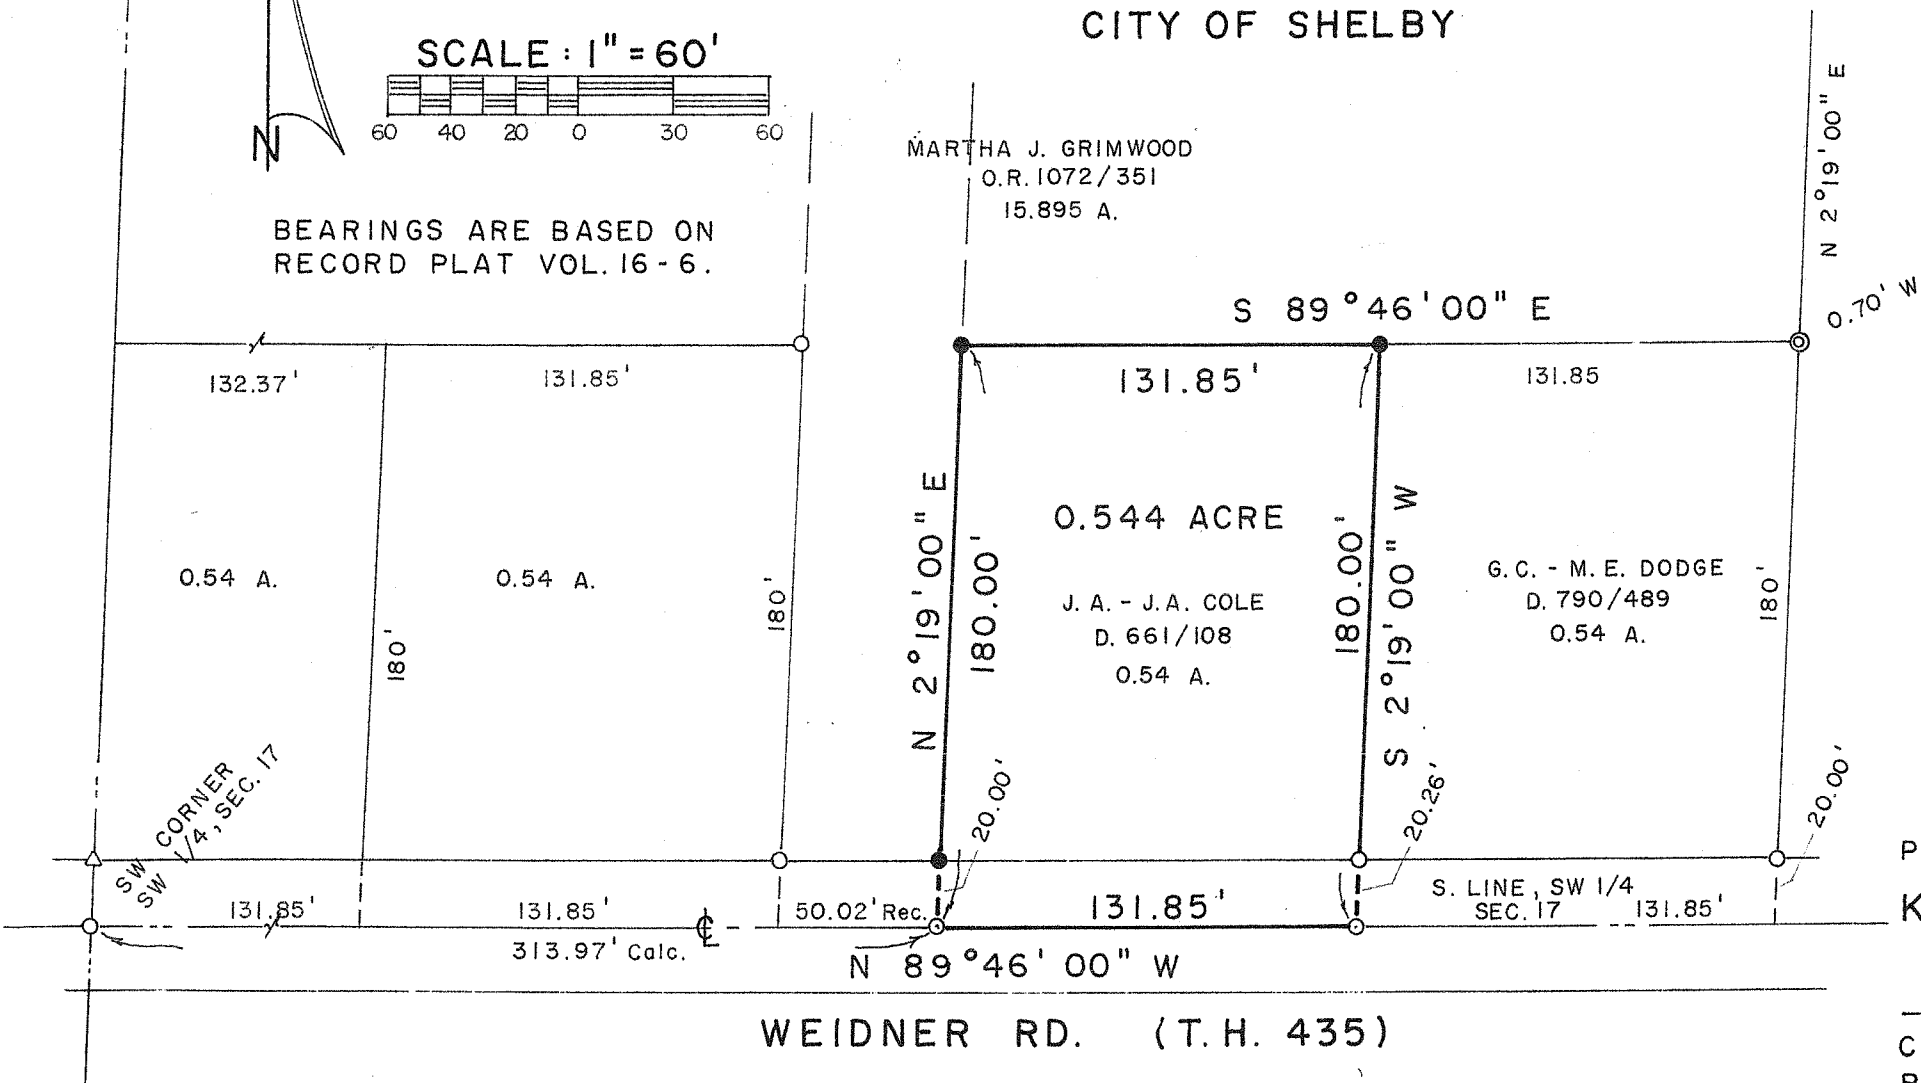 CITY OF SHELBY
SCALE: 1" = 60'
60 40 20 0 30 60
N
MARTHA J. GRIMWOOD
O.R. 1072/351
15.895 A.
N 2°19'00" E
BEARINGS ARE BASED ON
RECORD PLAT VOL. 16-6.
S 89°46'00" E
0.70' W
132.37'
131.85'
131.85'
131.85
0.54 A.
0.54 A.
180'
180'
N 2°19'00" E
180.00'
0.544 ACRE
J. A. - J. A. COLE
D. 661/108
0.54 A.
180.00'
S 2°19'00" W
G. C. - M. E. DODGE
D. 790/489
0.54 A.
180'
SW CORNER
SW 1/4, SEC. 17
20.00'
20.26'
20.00'
P
131.85'
131.85'
50.02' Rec.
131.85'
S. LINE, SW 1/4
SEC. 17
131.85'
K
℄
313.97' Calc.
N 89°46'00" W
WEIDNER RD. (T. H. 435)
C